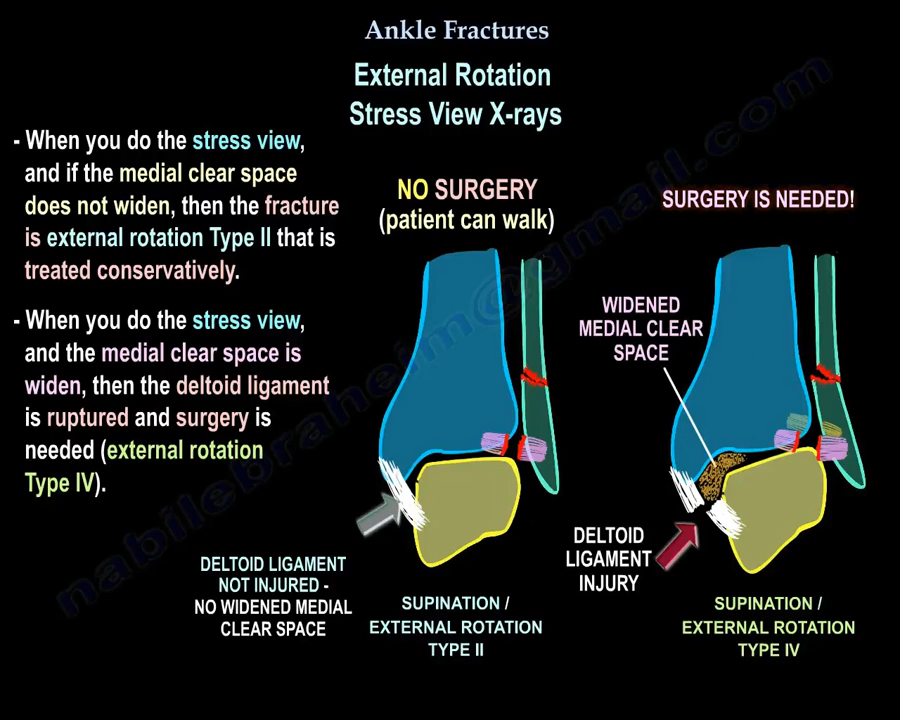 Ankle Fractures
External Rotation
Stress View X-rays
- When you do the stress view,
and if the medial clear space
does not widen, then the fracture
is external rotation Type II that is
treated conservatively.
- When you do the stress view,
and the medial clear space is
widen, then the deltoid ligament
is ruptured and surgery is
needed (external rotation
Type IV).
NO SURGERY
(patient can walk)
DELTOID LIGAMENT
NOT INJURED -
NO WIDENED MEDIAL
CLEAR SPACE
SUPINATION /
EXTERNAL ROTATION
TYPE II
SURGERY IS NEEDED!
WIDENED
MEDIAL CLEAR
SPACE
DELTOID
LIGAMENT
INJURY
SUPINATION /
EXTERNAL ROTATION
TYPE IV
nabilebraheim@gmail.com